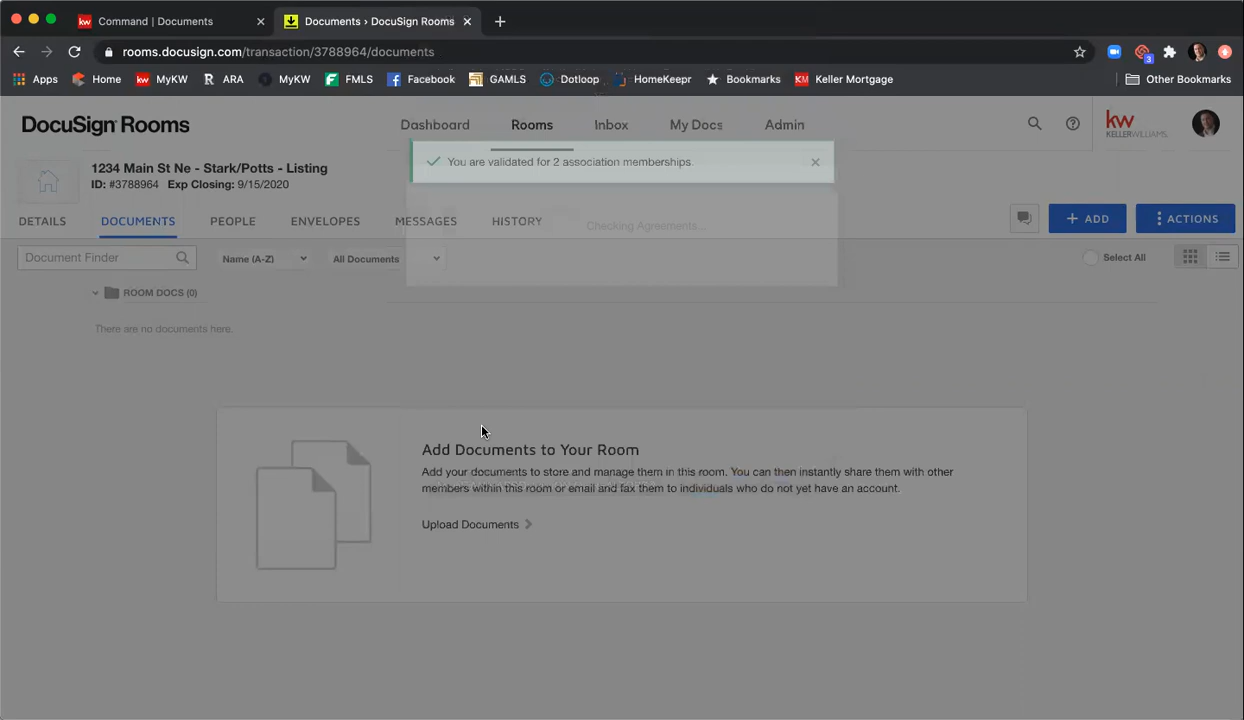 Command | Documents
Documents › DocuSign Rooms
rooms.docusign.com/transaction/3788964/documents
Apps Home kw MyKW R ARA MyKW FMLS Facebook GAMLS Dotloop HomeKeepr Bookmarks KM Keller Mortgage Other Bookmarks
DocuSign Rooms Dashboard Rooms Inbox My Docs Admin
kw
KELLERWILLIAMS.
You are validated for 2 association memberships.
1234 Main St Ne - Stark/Potts - Listing
ID: #3788964 Exp Closing: 9/15/2020
DETAILS DOCUMENTS PEOPLE ENVELOPES MESSAGES HISTORY
+ ADD ACTIONS
Checking Agreements...
Document Finder Name (A-Z) All Documents Select All
ROOM DOCS (0)
There are no documents here.
Add Documents to Your Room
Add your documents to store and manage them in this room. You can then instantly share them with other
members within this room or email and fax them to individuals who do not yet have an account.
Upload Documents